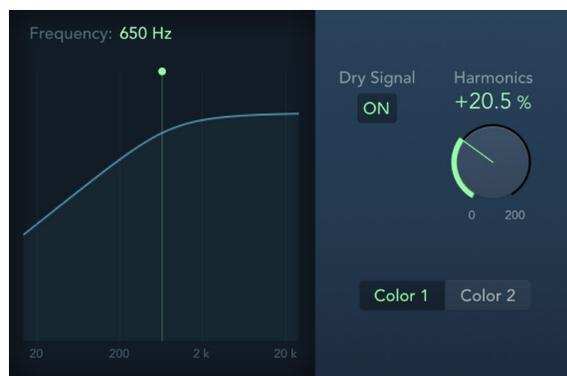 Frequency: 650 Hz
Dry Signal
ON
Harmonics
+20.5 %
0 200
Color 1 Color 2
20 200 2 k 20 k